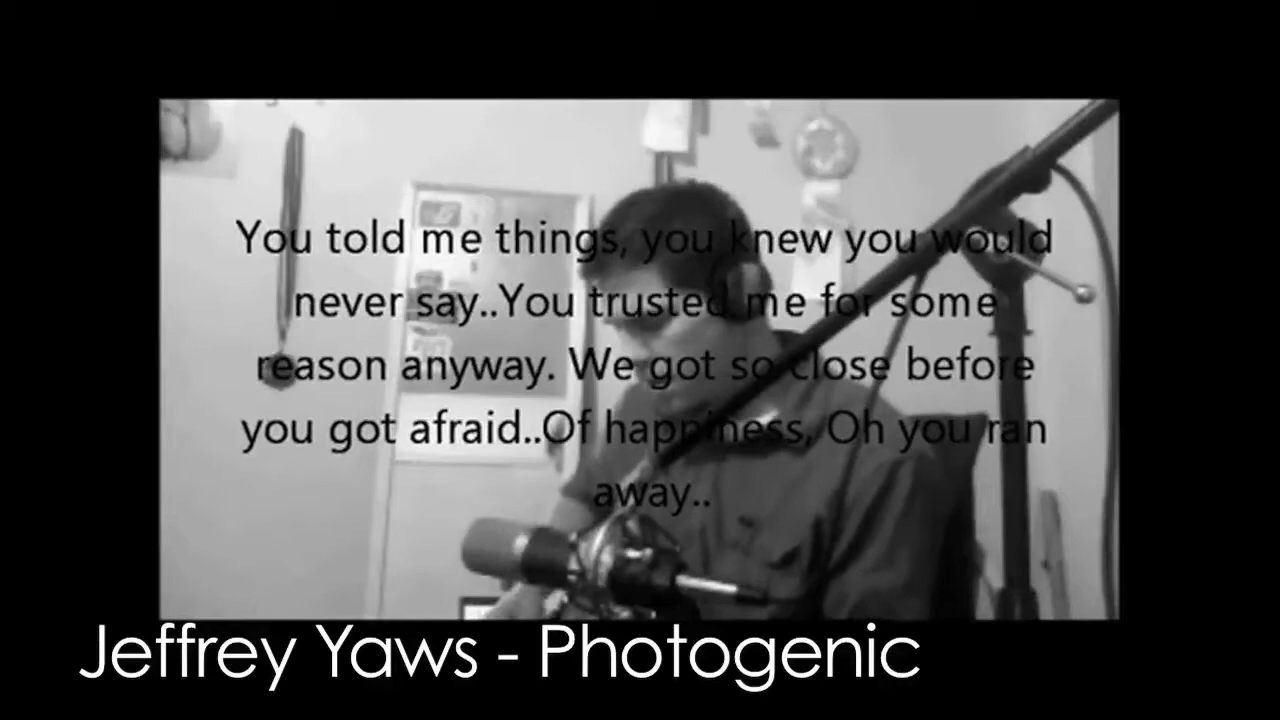 You told me things, you knew you would
never say..You trusted me for some
reason anyway. We got so close before
you got afraid..Of happiness, Oh you ran
away..
Jeffrey Yaws - Photogenic